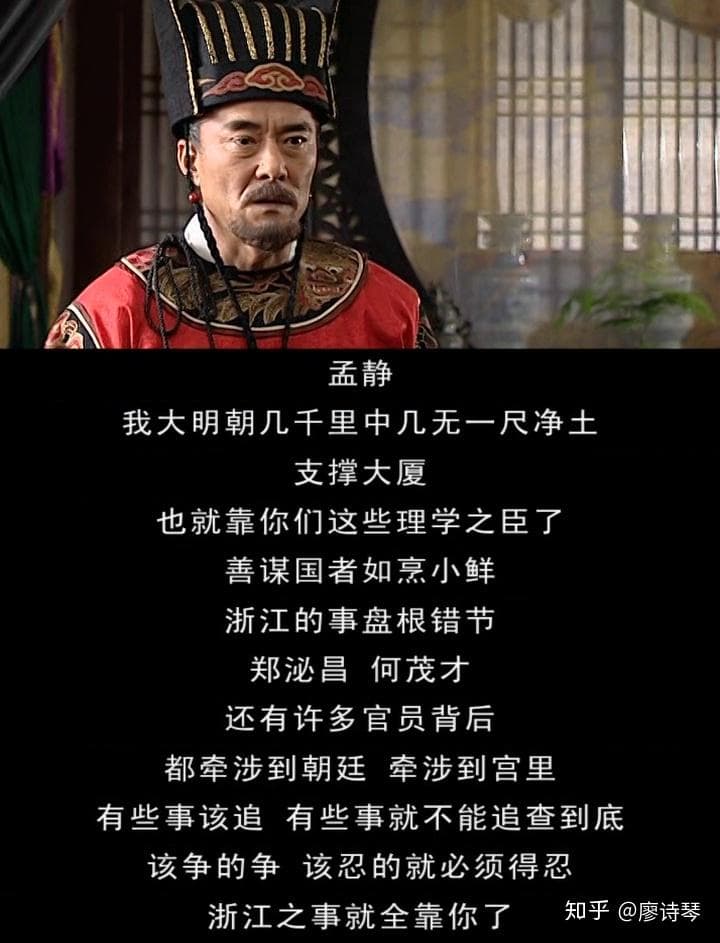 孟静
我大明朝几千里中几无一尺净土
支撑大厦
也就靠你们这些理学之臣了
善谋国者如烹小鲜
浙江的事盘根错节
郑泌昌 何茂才
还有许多官员背后
都牵涉到朝廷 牵涉到宫里
有些事该追 有些事就不能追查到底
该争的争 该忍的就必须得忍
浙江之事就全靠你了
知乎 @廖诗琴